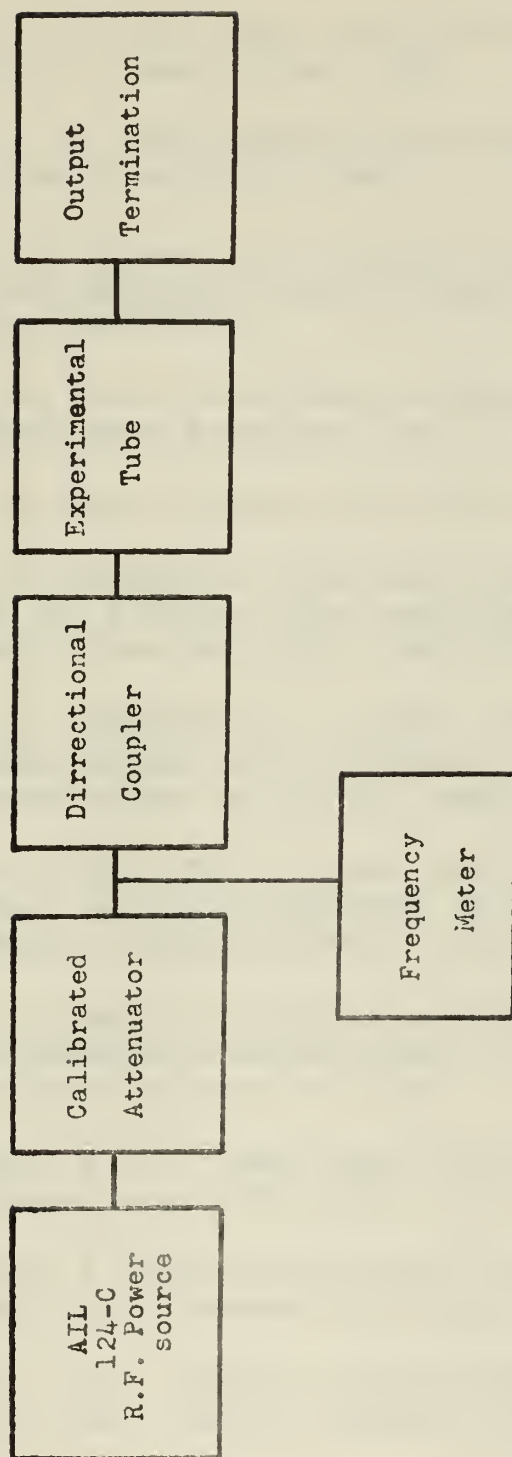 AIL
124-C
R.F. Power
source
Calibrated
Attenuator
Frequency
Meter
Dirrectional
Coupler
Experimental
Tube
Output
Termination